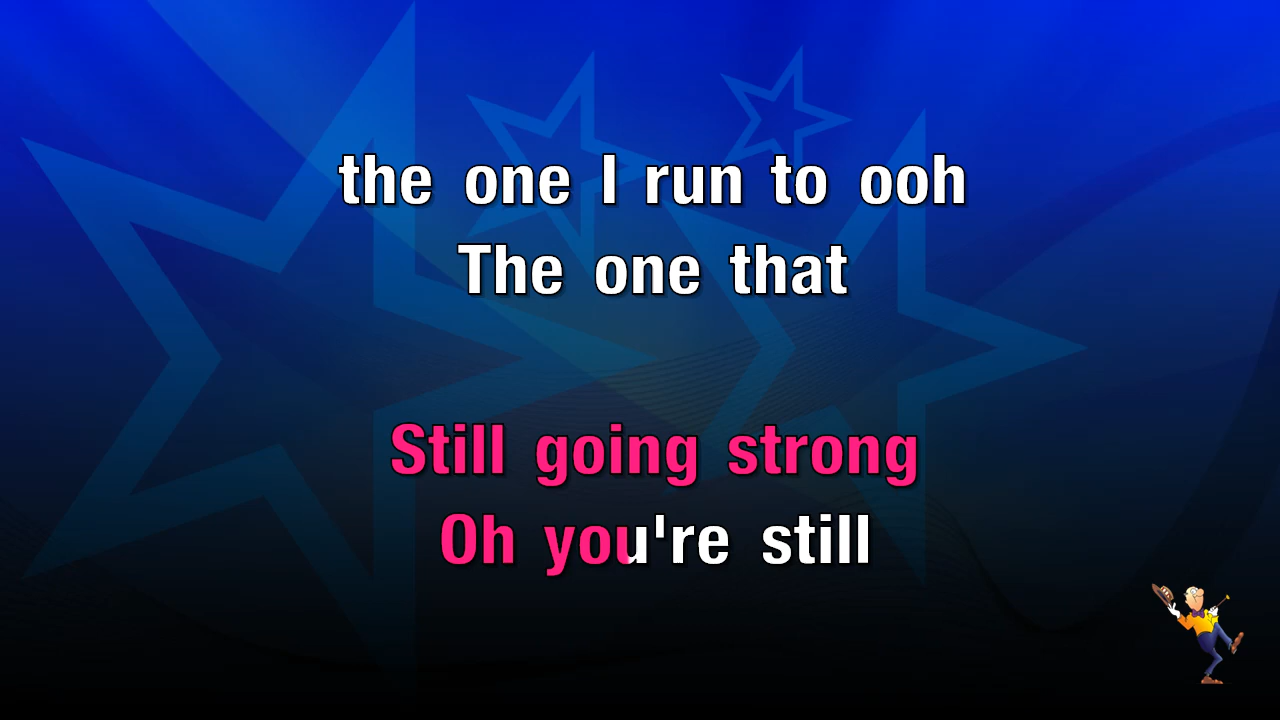 the one I run to ooh
The one that
Still going strong
Oh you're still